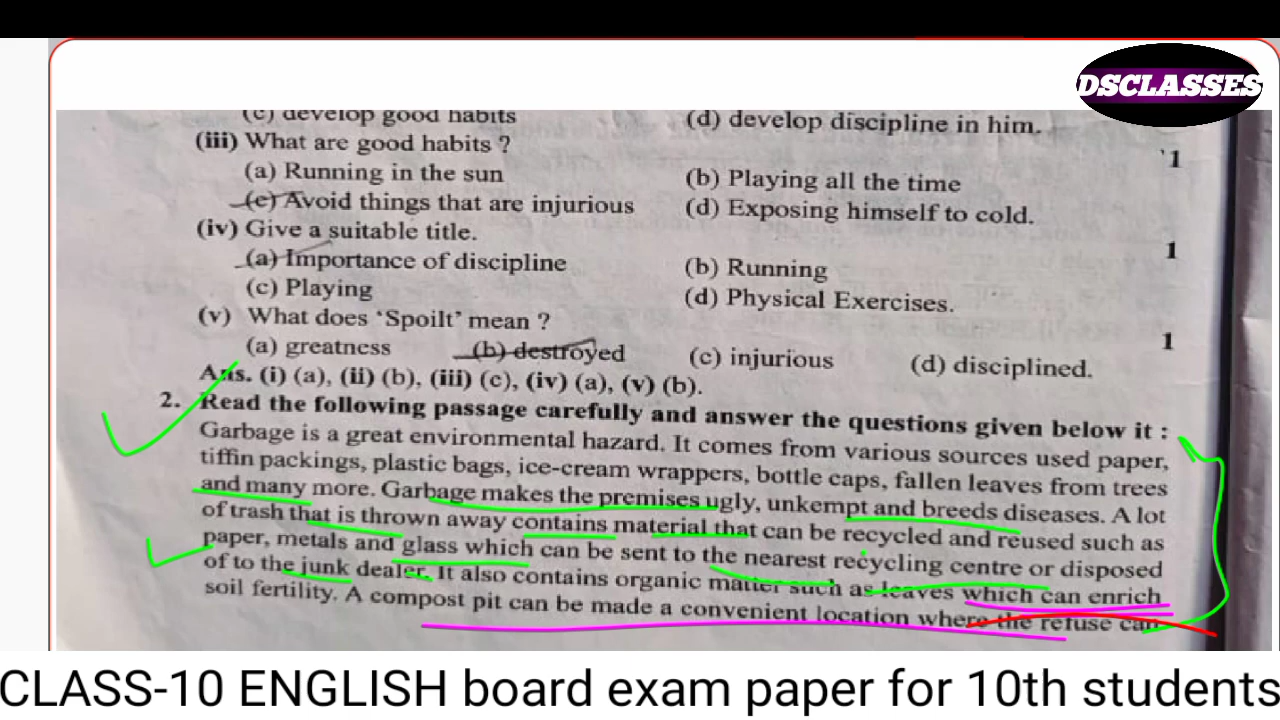 DSCLASSES
(c) develop good habits (d) develop discipline in him.
(iii) What are good habits ? 1
(a) Running in the sun (b) Playing all the time
(c) Avoid things that are injurious (d) Exposing himself to cold.
(iv) Give a suitable title. 1
(a) Importance of discipline (b) Running
(c) Playing (d) Physical Exercises.
(v) What does ‘Spoilt’ mean ? 1
(a) greatness (b) destroyed (c) injurious (d) disciplined.
Ans. (i) (a), (ii) (b), (iii) (c), (iv) (a), (v) (b).
2. Read the following passage carefully and answer the questions given below it :
Garbage is a great environmental hazard. It comes from various sources used paper,
tiffin packings, plastic bags, ice-cream wrappers, bottle caps, fallen leaves from trees
and many more. Garbage makes the premises ugly, unkempt and breeds diseases. A lot
of trash that is thrown away contains material that can be recycled and reused such as
paper, metals and glass which can be sent to the nearest recycling centre or disposed
of to the junk dealer. It also contains organic matter such as leaves which can enrich
soil fertility. A compost pit can be made a convenient location where the refuse can
CLASS-10 ENGLISH board exam paper for 10th students